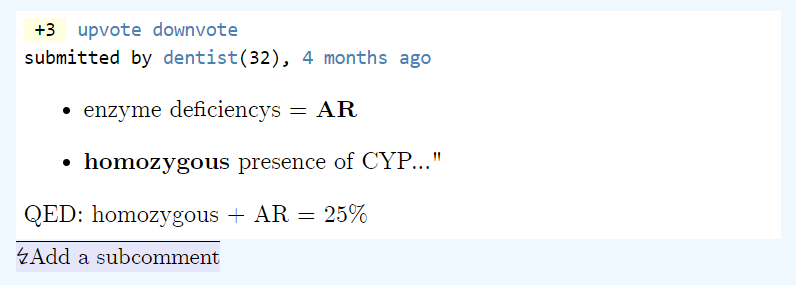 +3 upvote downvote
submitted by dentist(32), 4 months ago
• enzyme deficiencys = AR
• homozygous presence of CYP..."
QED: homozygous + AR = 25%
↯Add a subcomment